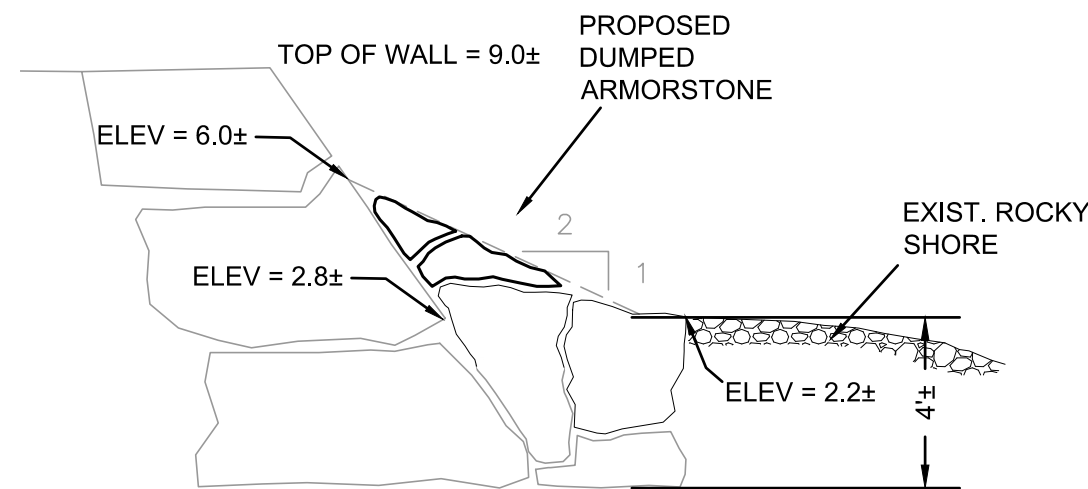 TOP OF WALL = 9.0±
PROPOSED
DUMPED
ARMORSTONE
ELEV = 6.0±
2
1
EXIST. ROCKY
SHORE
ELEV = 2.8±
ELEV = 2.2±
4'±